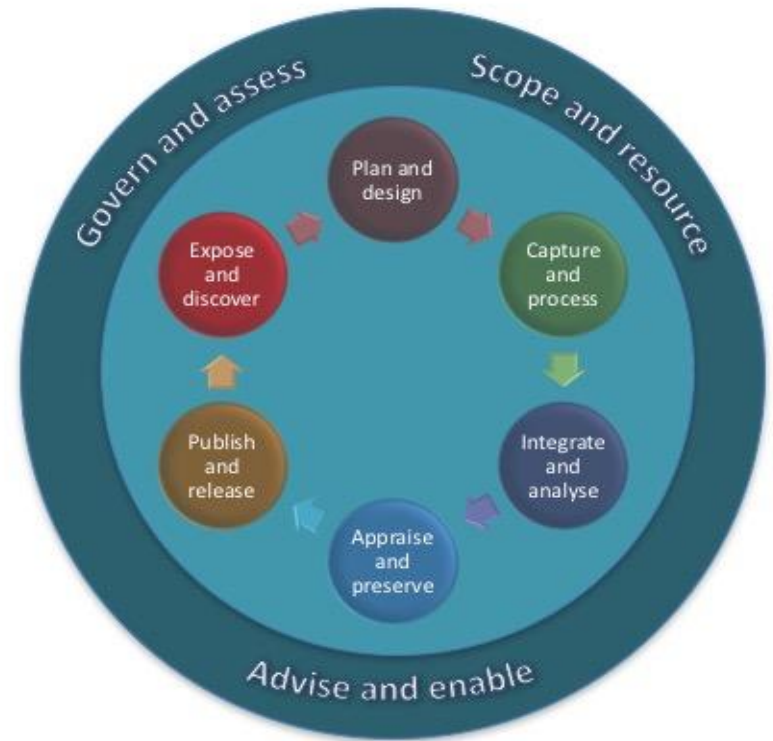 Govern and assess
Scope and resource
Plan and
design
Capture
and
process
Integrate
and
analyse
Appraise
and
preserve
Publish
and
release
Expose
and
discover
Advise and enable